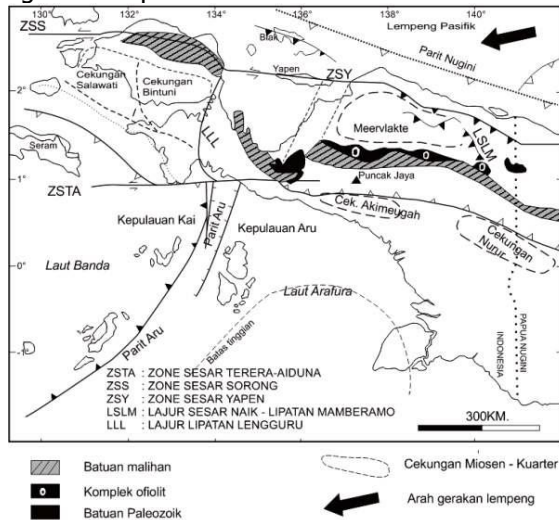 130°
132°
134°
136°
138°
140°
ZSS
Lempeng Pasifik
Biak
Parit Nugini
Yapen
ZSY
Cekungan
Salawati
Cekungan
Bintuni
2°
Meervlakte
LSLM
LLL
Seram
1°
Puncak Jaya
ZSTA
Cek. Akimeugah
Kepulauan Kai
Parit Aru
Kepulauan Aru
Cekungan
0°
Laut Banda
Laut Arafura
Batas tinggian
Parit Aru
PAPUA NUGINI
INDONESIA
ZSTA : ZONE SESAR TERERA-AIDUNA
ZSS : ZONE SESAR SORONG
ZSY : ZONE SESAR YAPEN
LSLM : LAJUR SESAR NAIK - LIPATAN MAMBERAMO
LLL : LAJUR LIPATAN LENGGURU
300KM.
Batuan malihan
Cekungan Miosen - Kuarter
Komplek ofiolit
Arah gerakan lempeng
Batuan Paleozoik